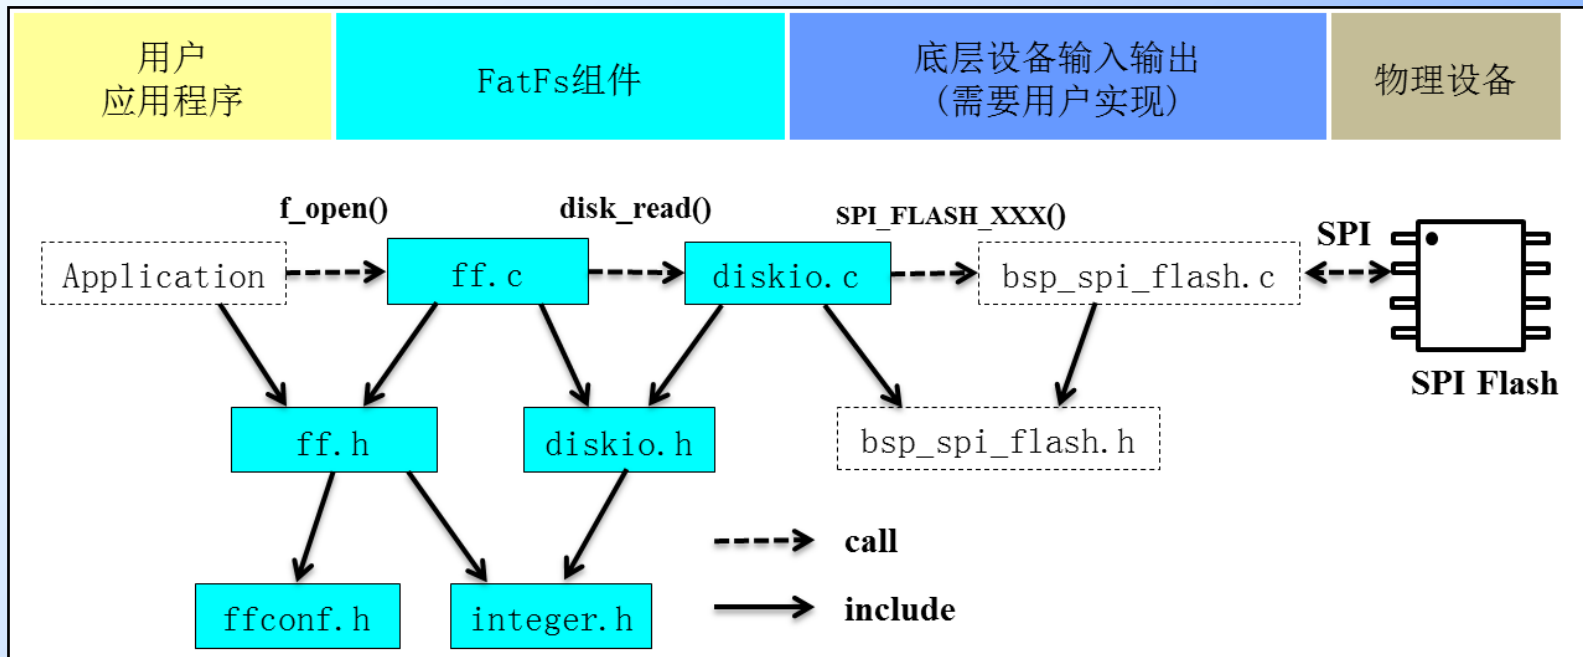 用户
应用程序
FatFs组件
底层设备输入输出
(需要用户实现)
物理设备
f_open()
disk_read()
SPI_FLASH_XXX()
SPI
Application
ff.c
diskio.c
bsp_spi_flash.c
SPI Flash
ff.h
diskio.h
bsp_spi_flash.h
call
ffconf.h
integer.h
include